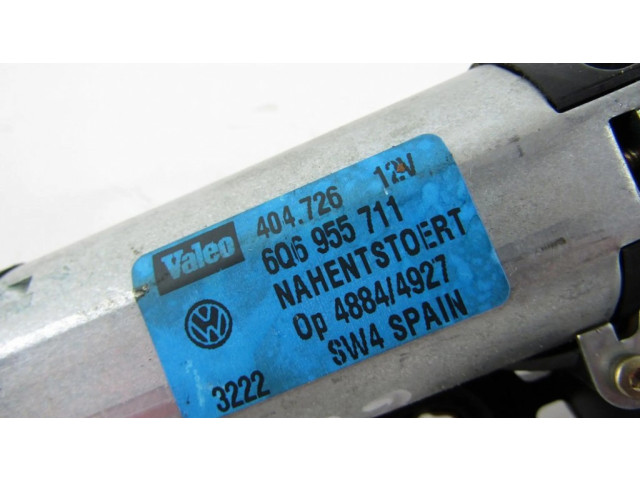 Valeo 404.726 12V
6Q6 955 711
NAHENTSTOERT
Op 4884/4927
SW4 SPAIN
3222